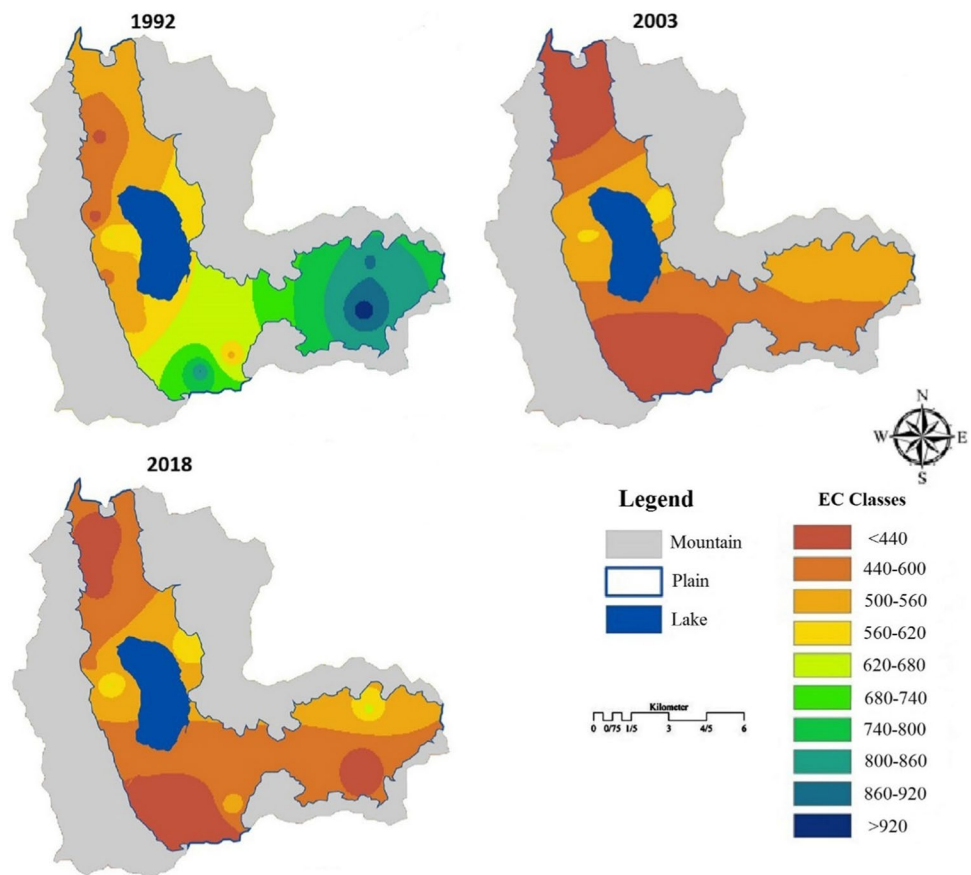 1992
2003
N
W E
S
2018
Legend
Mountain
Plain
Lake
Kilometer
0 0/75 1/5 3 4/5 6
EC Classes
<440
440-600
500-560
560-620
620-680
680-740
740-800
800-860
860-920
>920